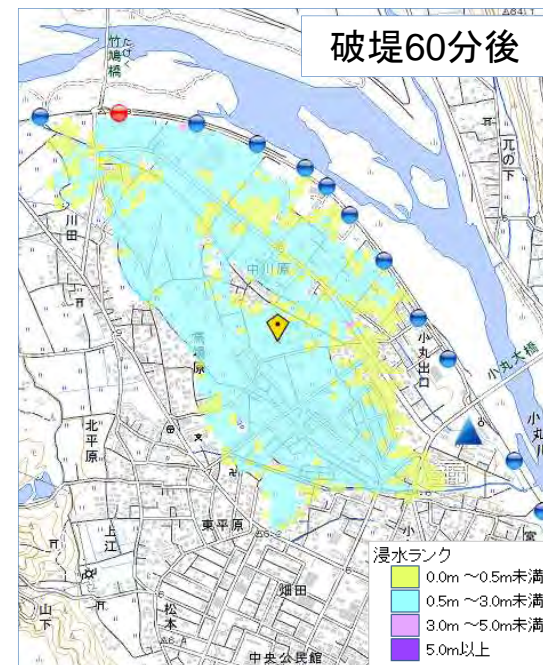 破堤60分後
竹鳩橋
たけく
兀の下
川田
中川原
小丸出口
小丸大橋
北平原
東平原
上江
畑田
松本
山下
中央公民館
浸水ランク
0.0m ～0.5m未満
0.5m ～3.0m未満
3.0m ～5.0m未満
5.0m以上